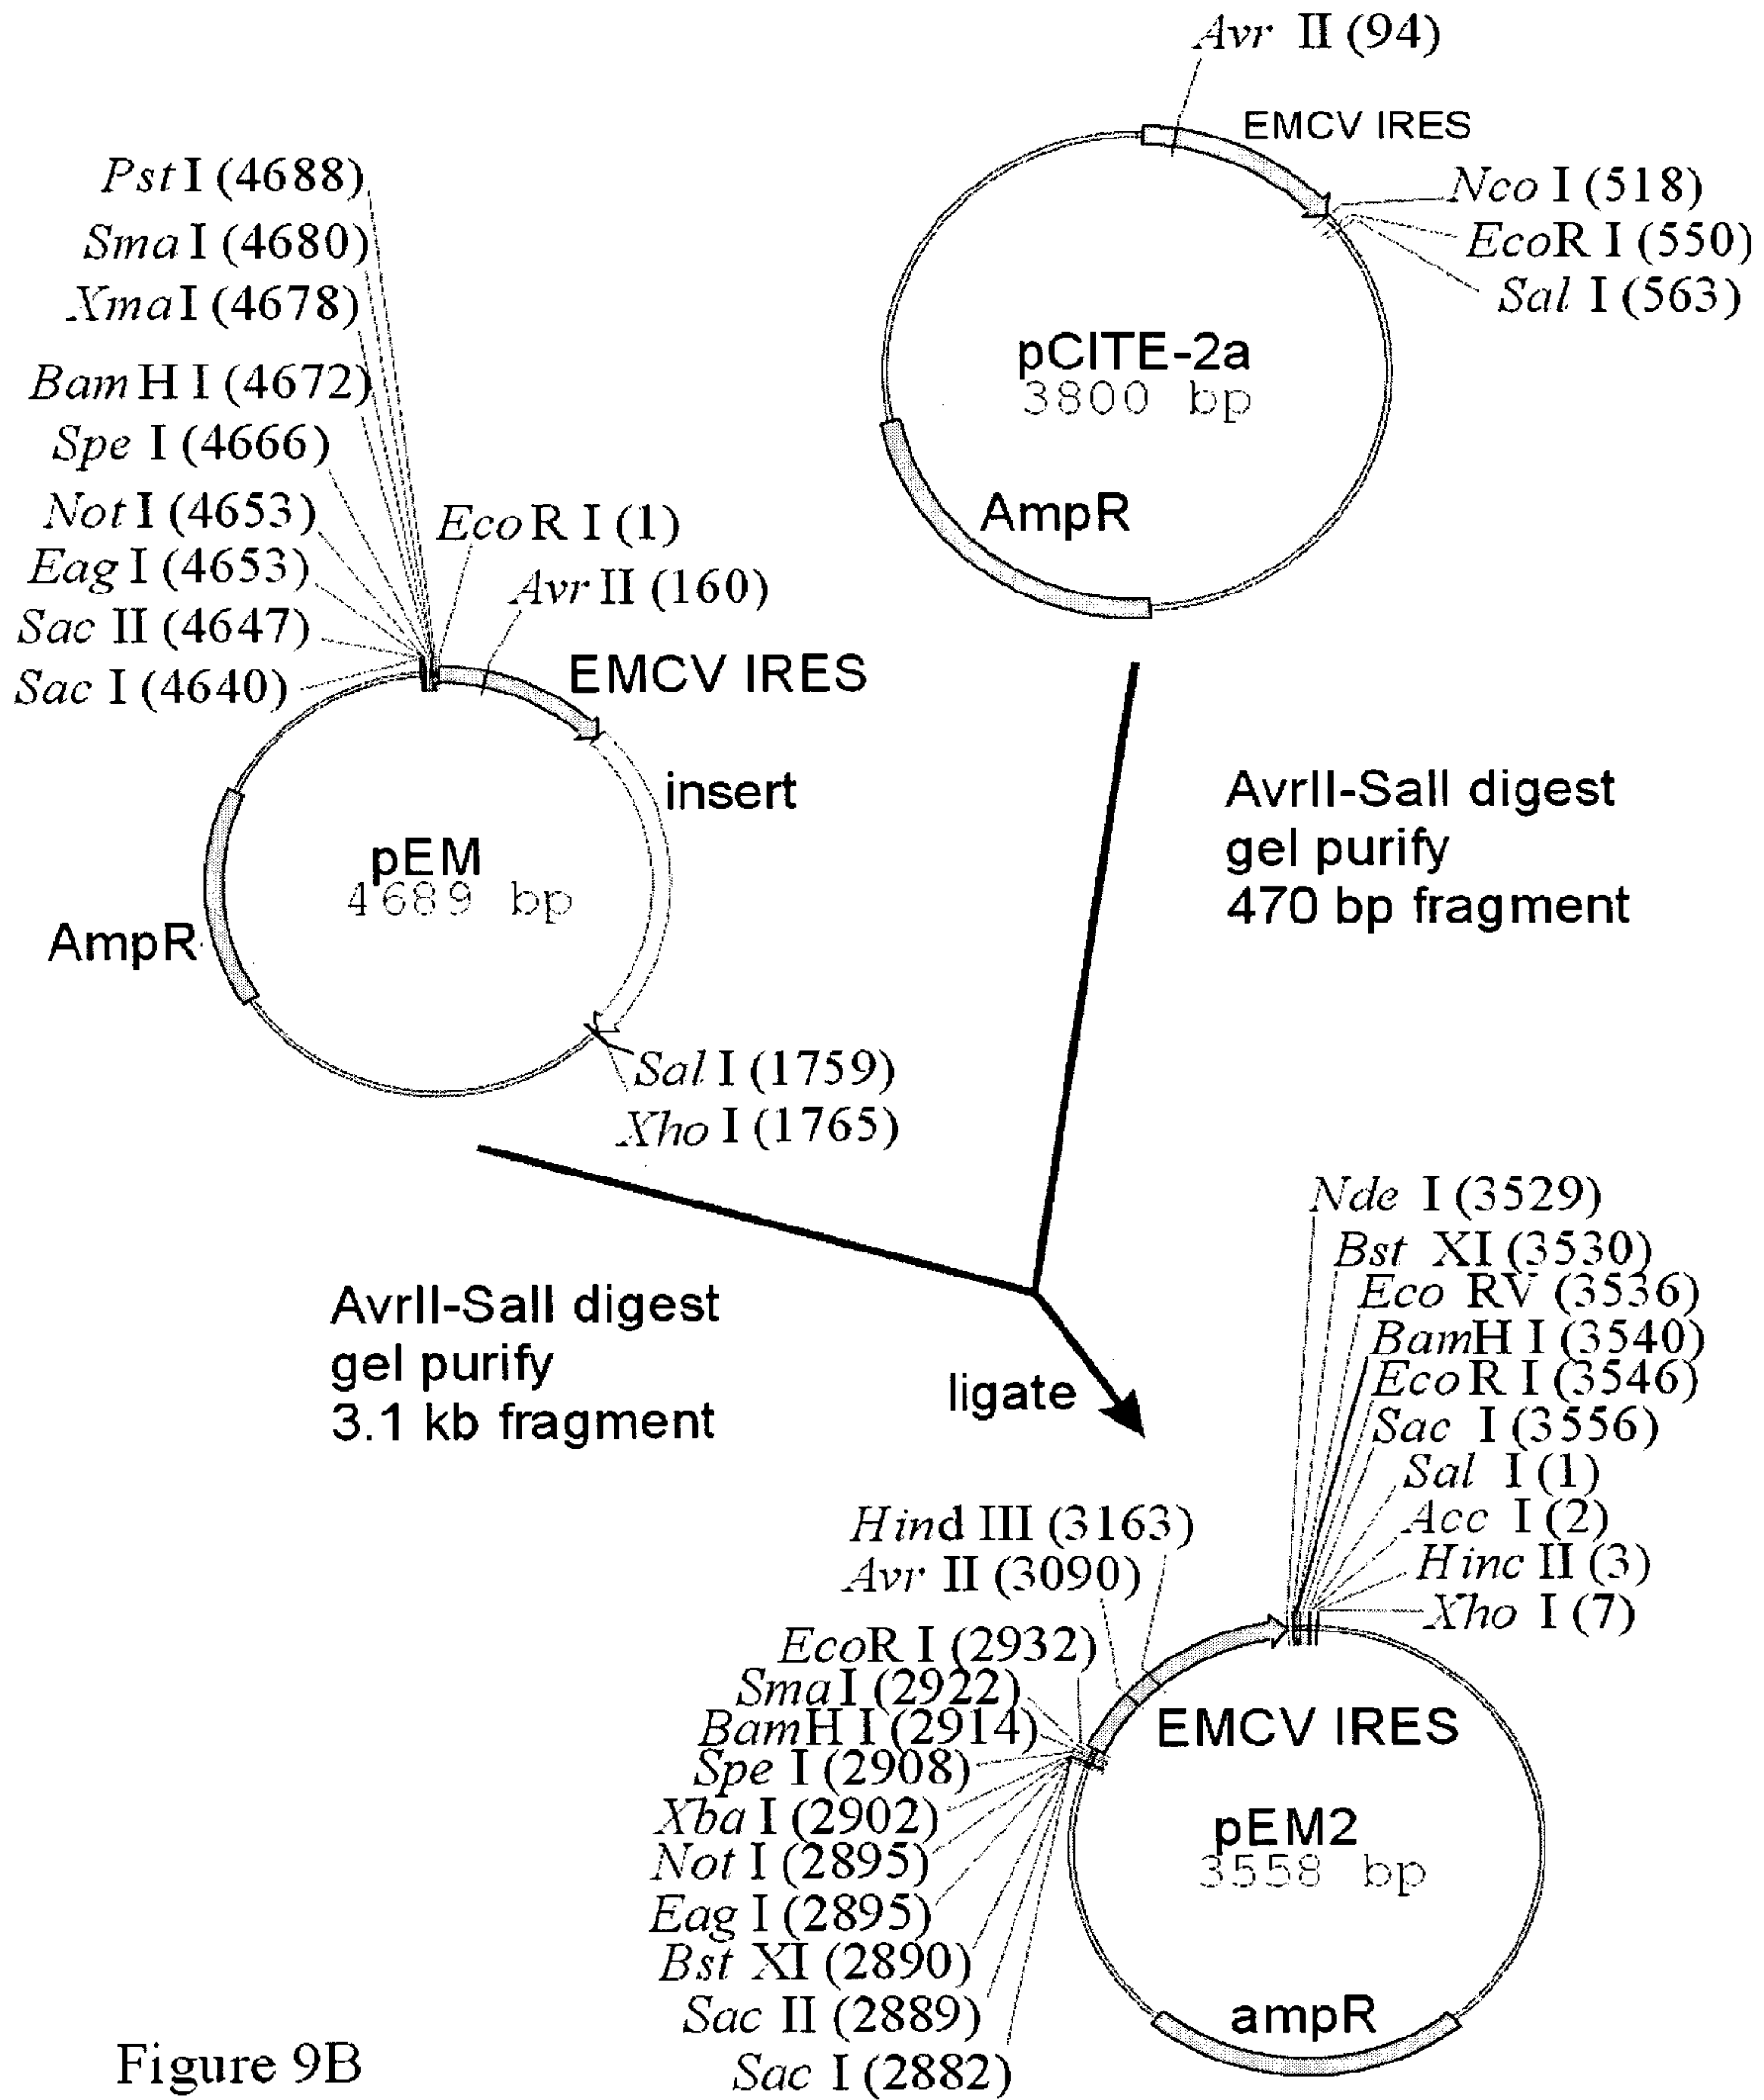 Avr II (94)
EMCV IRES
Nco I (518)
EcoR I (550)
Sal I (563)
pCITE-2a
3800 bp
AmpR
Pst I (4688)
Sma I (4680)
Xma I (4678)
Bam H I (4672)
Spe I (4666)
Not I (4653)
Eag I (4653)
Sac II (4647)
Sac I (4640)
Eco R I (1)
Avr II (160)
EMCV IRES
insert
pEM
4689 bp
AmpR
Sal I (1759)
Xho I (1765)
AvrII-SalI digest
gel purify
470 bp fragment
AvrII-SalI digest
gel purify
3.1 kb fragment
ligate
Nde I (3529)
Bst XI (3530)
Eco RV (3536)
BamH I (3540)
EcoR I (3546)
Sac I (3556)
Sal I (1)
Acc I (2)
Hinc II (3)
Xho I (7)
Hind III (3163)
Avr II (3090)
EcoR I (2932)
Sma I (2922)
BamH I (2914)
Spe I (2908)
Xba I (2902)
Not I (2895)
Eag I (2895)
Bst XI (2890)
Sac II (2889)
Sac I (2882)
EMCV IRES
pEM2
3558 bp
ampR
Figure 9B